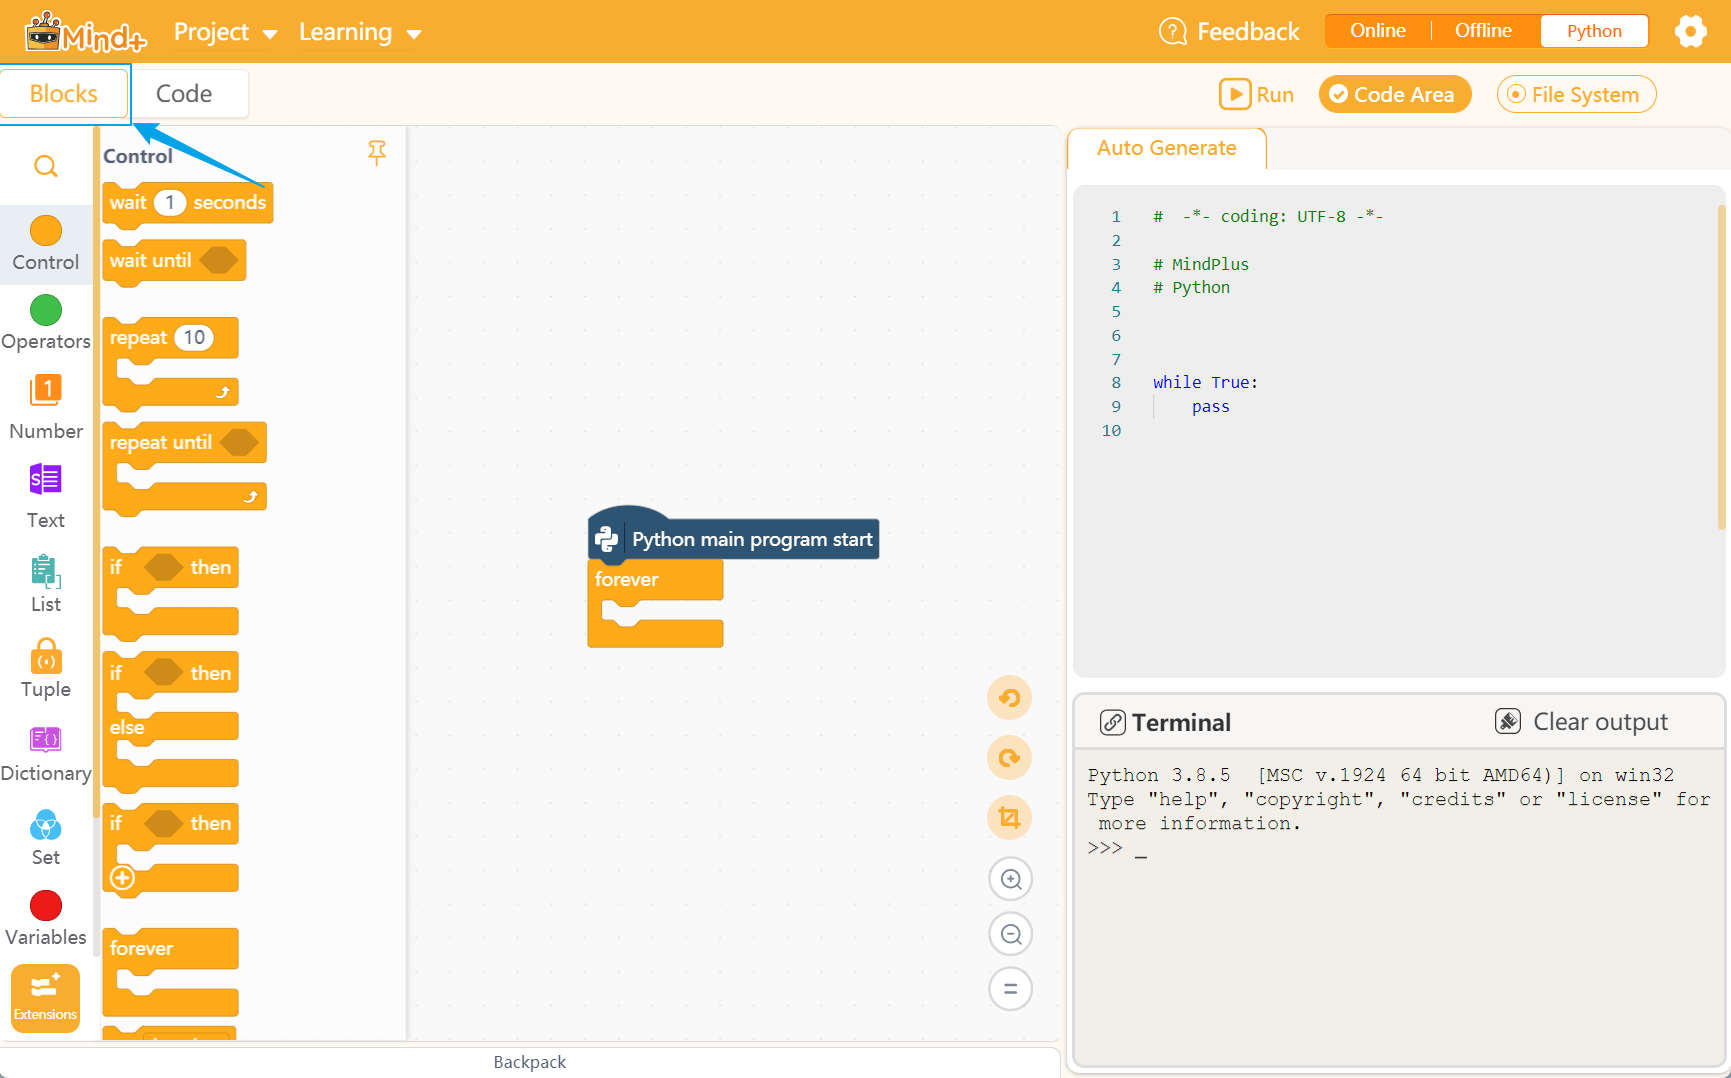 Mind+
Project
Learning
Feedback
Online
Offline
Python
Blocks
Code
Run
Code Area
File System
Control
Operators
Number
1
Text
S
List
Tuple
Dictionary
Set
Variables
Extensions
Control
wait 1 seconds
wait until
repeat 10
repeat until
if then
if then
else
if then
forever
Python main program start
forever
Backpack
Auto Generate
1 # -*- coding: UTF-8 -*-
2
3 # MindPlus
4 # Python
5
6
7
8 while True:
9 pass
10
Terminal
Clear output
Python 3.8.5 [MSC v.1924 64 bit AMD64)] on win32
Type "help", "copyright", "credits" or "license" for
more information.
>>> _